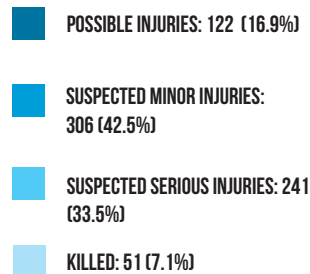 POSSIBLE INJURIES: 122 (16.9%)
SUSPECTED MINOR INJURIES:
306 (42.5%)
SUSPECTED SERIOUS INJURIES: 241
(33.5%)
KILLED: 51 (7.1%)